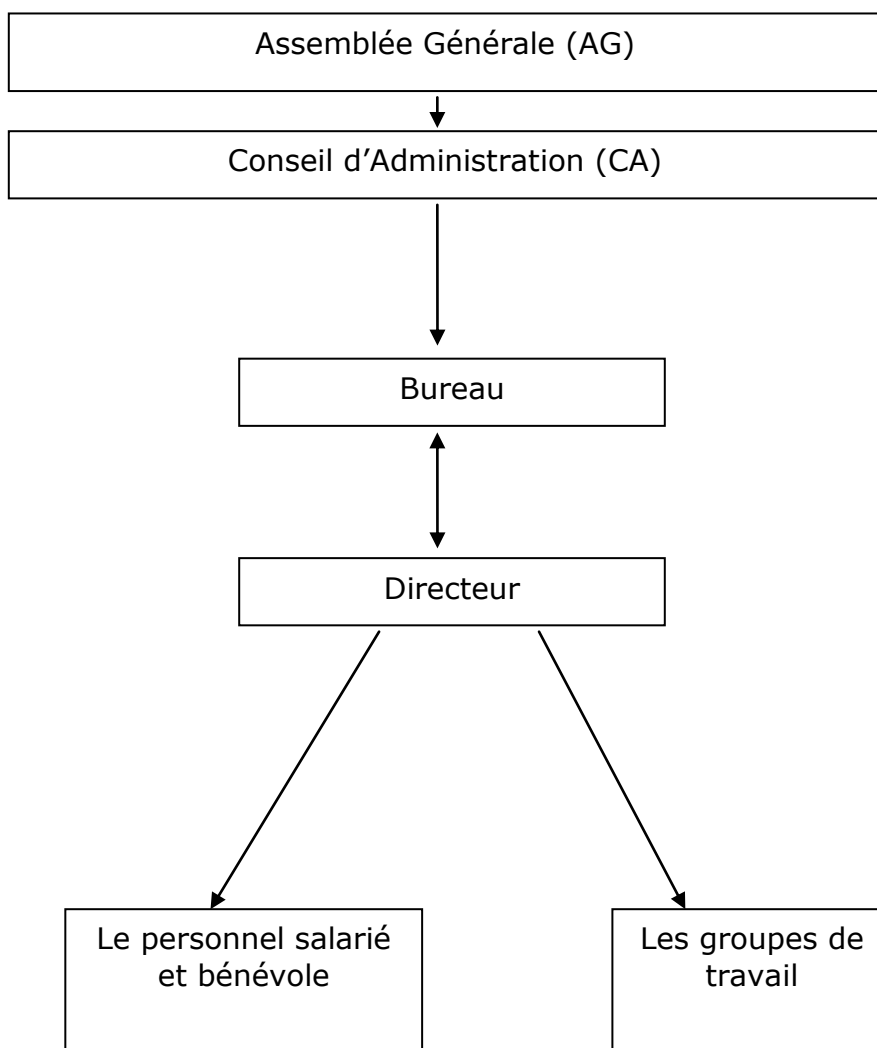 Assemblée Générale (AG)
Conseil d’Administration (CA)
Bureau
Directeur
Le personnel salarié
et bénévole
Les groupes de
travail